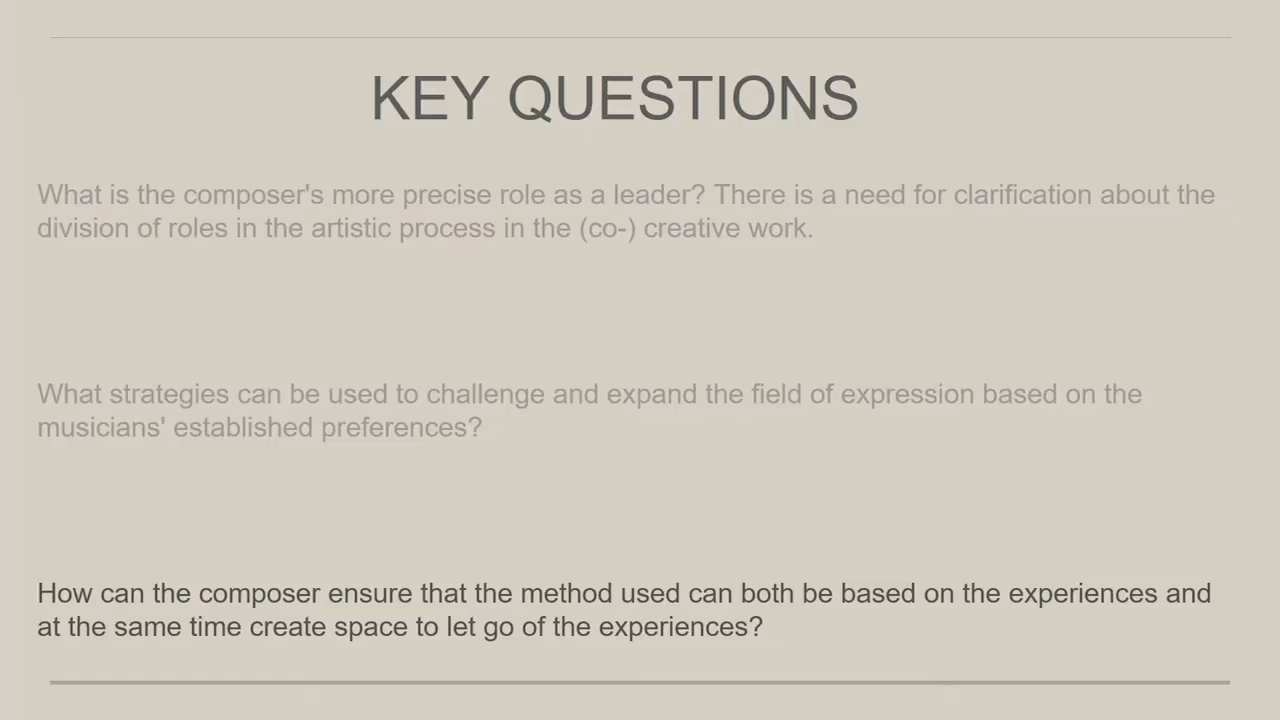 KEY QUESTIONS
What is the composer's more precise role as a leader? There is a need for clarification about the
division of roles in the artistic process in the (co-) creative work.
What strategies can be used to challenge and expand the field of expression based on the
musicians' established preferences?
How can the composer ensure that the method used can both be based on the experiences and
at the same time create space to let go of the experiences?